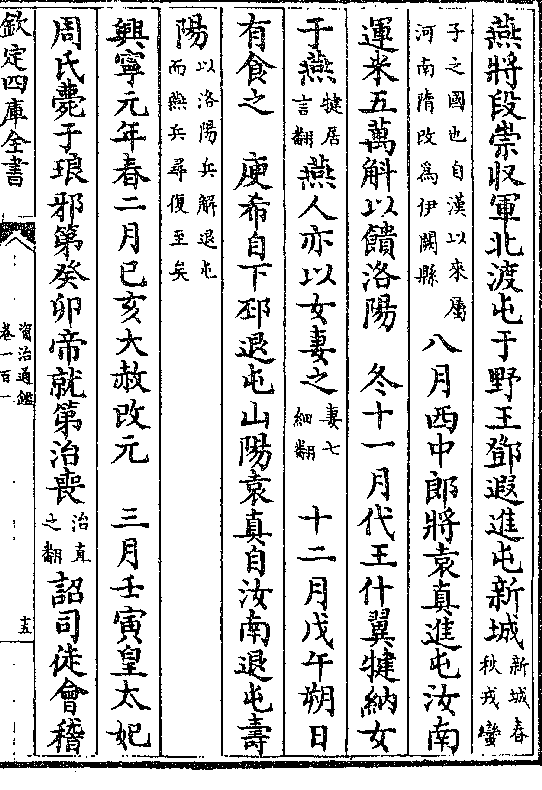 燕將段崇收軍北渡屯于野王鄧遐進屯新城新城春秋戎蠻
子之國也自漢以來屬河南隋改為伊闕縣八月西中郎將袁真進屯汝南
運米五萬斛以饋洛陽 冬十一月代王什翼犍納女
于燕犍居言翻燕人亦以女妻之妻七細翻 十二月戊午朔日
有食之 庾希自下邳退屯山陽袁真自汝南退屯壽
陽以洛陽兵解退屯而燕兵尋復至矣
興寧元年春二月己亥大赦改元 三月壬寅皇太妃
周氏薨于琅邪第癸卯帝就第治喪治直之翻詔司徒會稽
欽定四庫全書
資治通鑑
卷一百一
十五